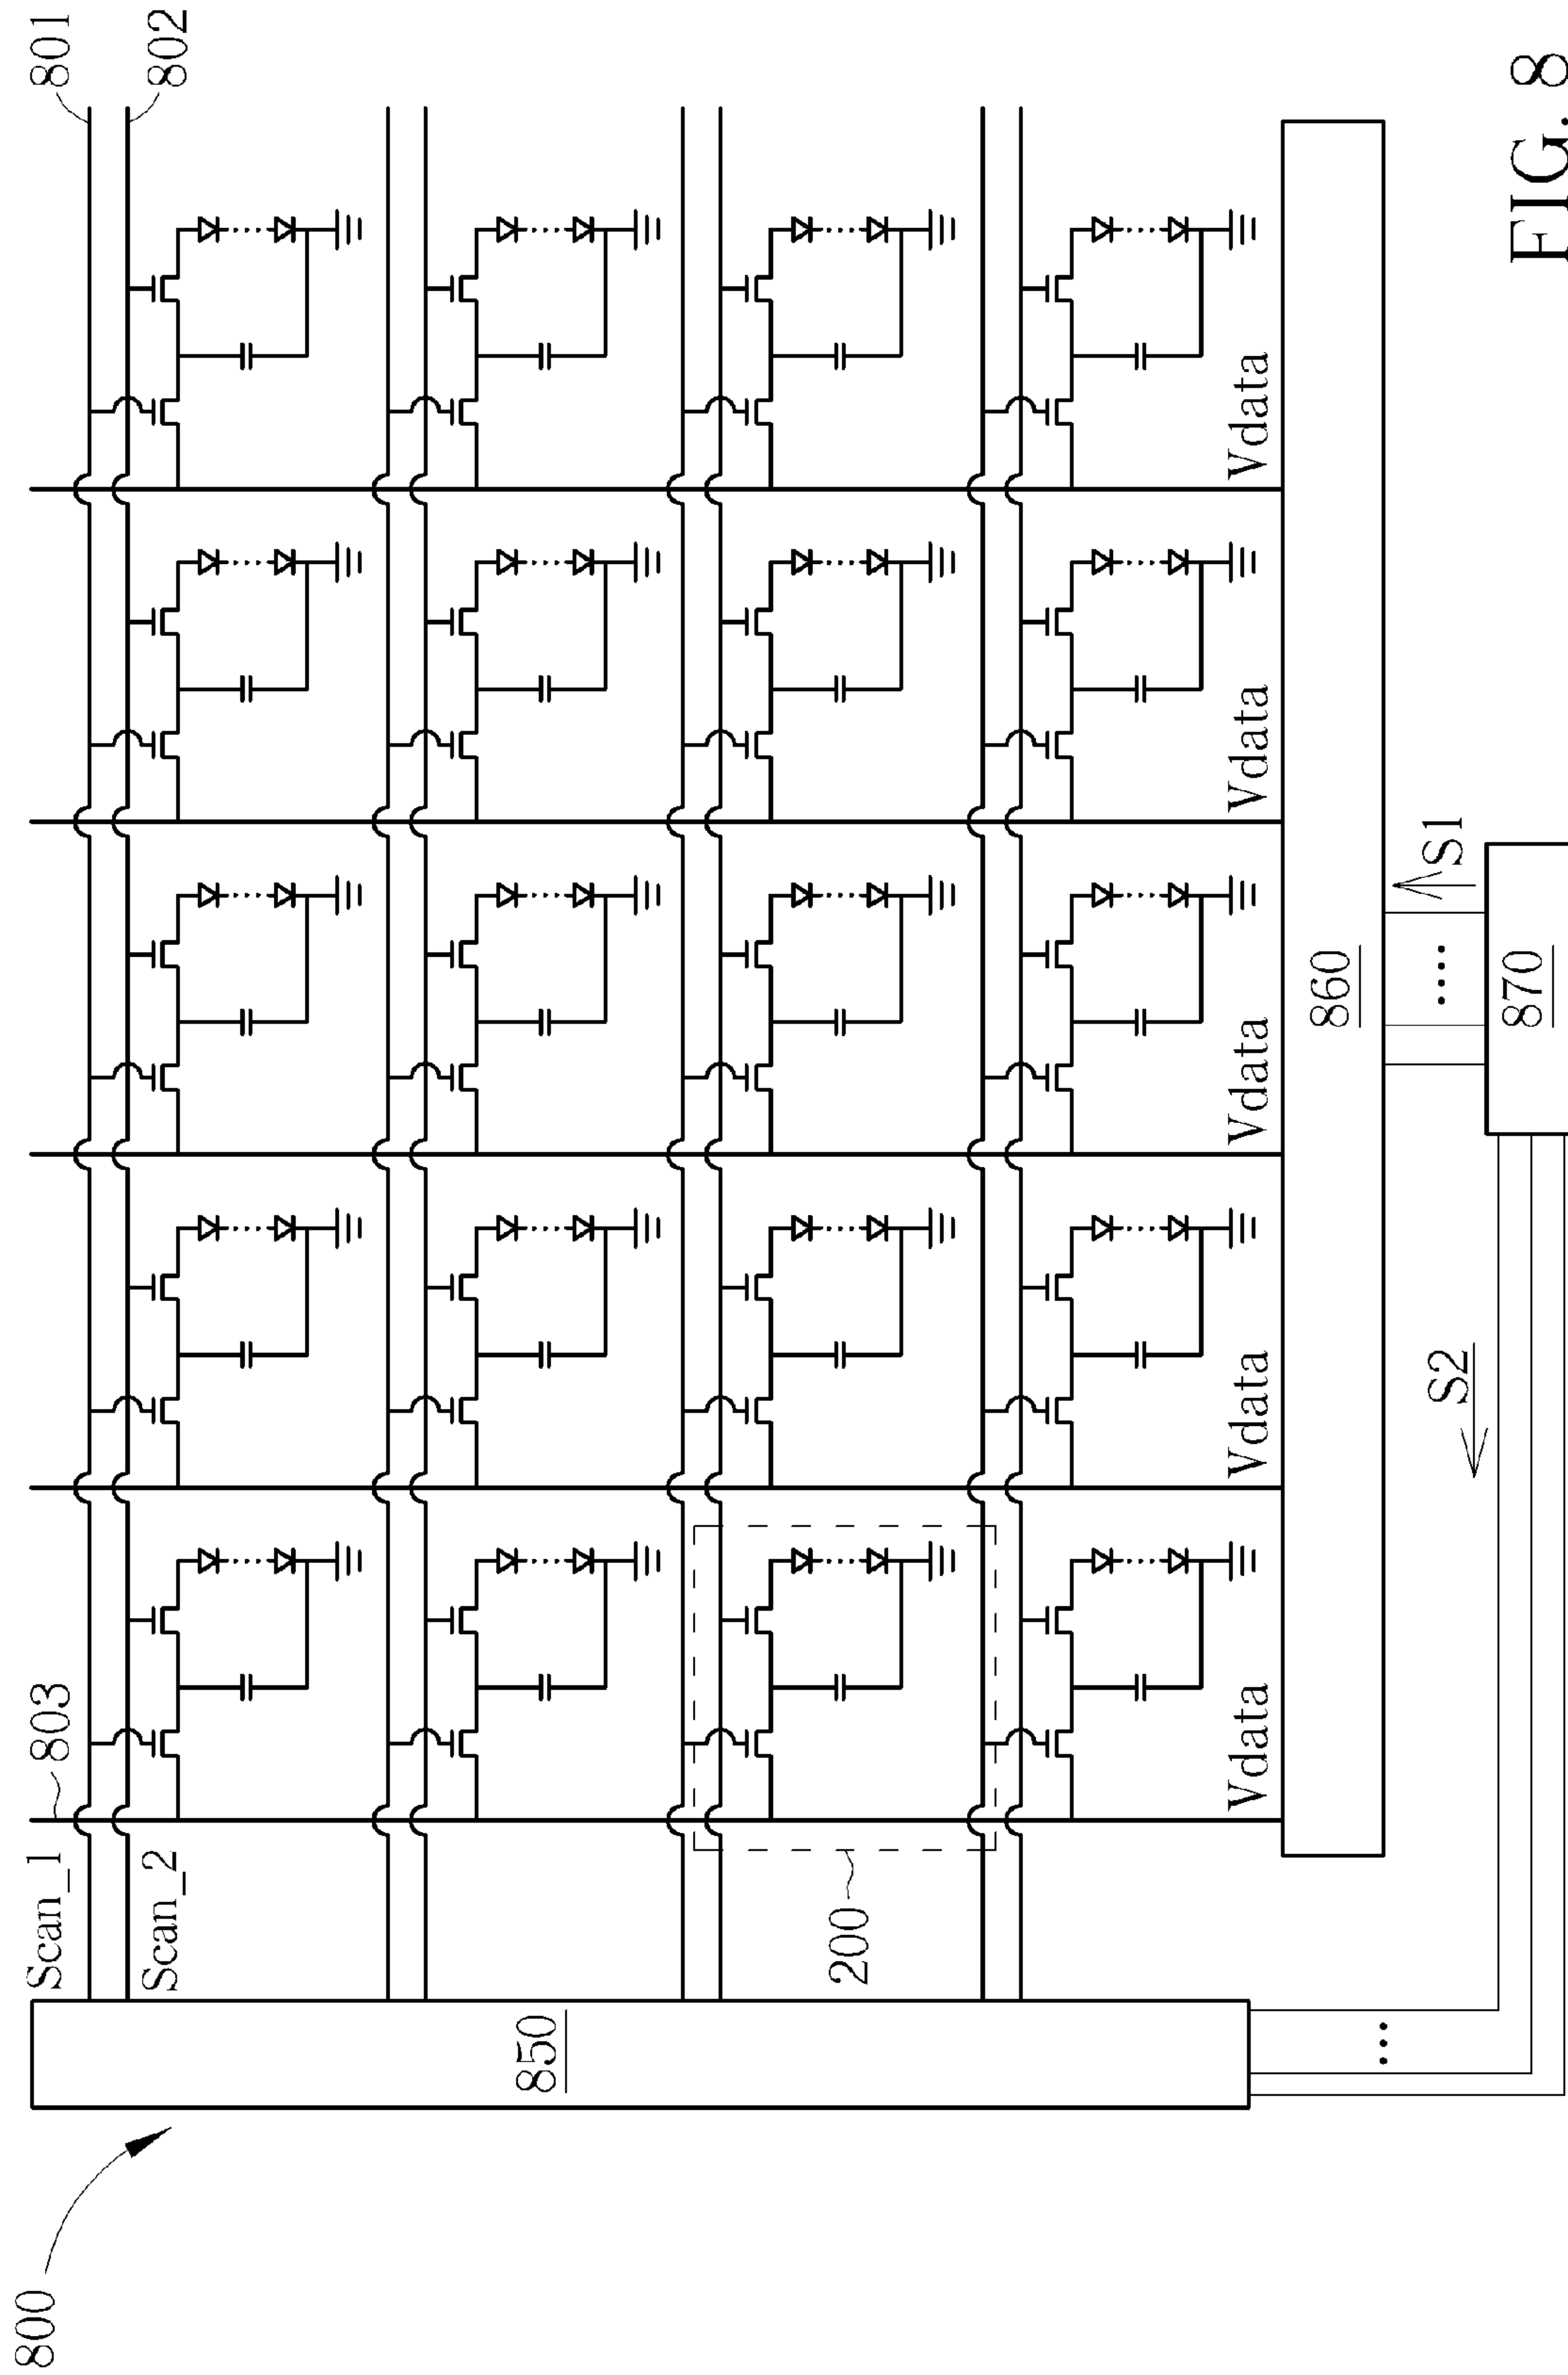 800
Scan_1
803
801
Scan_2
802
850
200
Vdata
Vdata
Vdata
Vdata
Vdata
860
S2
S1
870
FIG. 8